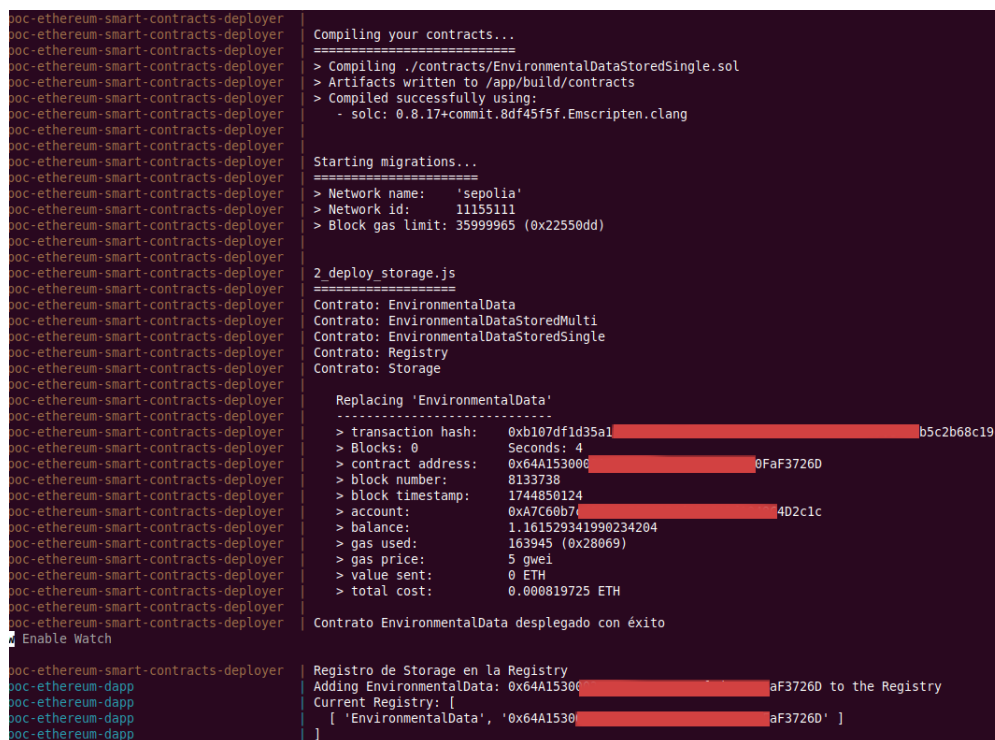 poc-ethereum-smart-contracts-deployer |
poc-ethereum-smart-contracts-deployer | Compiling your contracts...
poc-ethereum-smart-contracts-deployer | ===========================
poc-ethereum-smart-contracts-deployer | > Compiling ./contracts/EnvironmentalDataStoredSingle.sol
poc-ethereum-smart-contracts-deployer | > Artifacts written to /app/build/contracts
poc-ethereum-smart-contracts-deployer | > Compiled successfully using:
poc-ethereum-smart-contracts-deployer | - solc: 0.8.17+commit.8df45f5f.Emscripten.clang
poc-ethereum-smart-contracts-deployer |
poc-ethereum-smart-contracts-deployer |
poc-ethereum-smart-contracts-deployer | Starting migrations...
poc-ethereum-smart-contracts-deployer | ======================
poc-ethereum-smart-contracts-deployer | > Network name: 'sepolia'
poc-ethereum-smart-contracts-deployer | > Network id: 11155111
poc-ethereum-smart-contracts-deployer | > Block gas limit: 35999965 (0x22550dd)
poc-ethereum-smart-contracts-deployer |
poc-ethereum-smart-contracts-deployer |
poc-ethereum-smart-contracts-deployer | 2_deploy_storage.js
poc-ethereum-smart-contracts-deployer | ===================
poc-ethereum-smart-contracts-deployer | Contrato: EnvironmentalData
poc-ethereum-smart-contracts-deployer | Contrato: EnvironmentalDataStoredMulti
poc-ethereum-smart-contracts-deployer | Contrato: EnvironmentalDataStoredSingle
poc-ethereum-smart-contracts-deployer | Contrato: Registry
poc-ethereum-smart-contracts-deployer | Contrato: Storage
poc-ethereum-smart-contracts-deployer |
poc-ethereum-smart-contracts-deployer | Replacing 'EnvironmentalData'
poc-ethereum-smart-contracts-deployer | -----------------------------
poc-ethereum-smart-contracts-deployer | > transaction hash: 0xb107df1d35a1 b5c2b68c19
poc-ethereum-smart-contracts-deployer | > Blocks: 0 Seconds: 4
poc-ethereum-smart-contracts-deployer | > contract address: 0x64A153000 0FaF3726D
poc-ethereum-smart-contracts-deployer | > block number: 8133738
poc-ethereum-smart-contracts-deployer | > block timestamp: 1744850124
poc-ethereum-smart-contracts-deployer | > account: 0xA7C60b7 4D2c1c
poc-ethereum-smart-contracts-deployer | > balance: 1.161529341990234204
poc-ethereum-smart-contracts-deployer | > gas used: 163945 (0x28069)
poc-ethereum-smart-contracts-deployer | > gas price: 5 gwei
poc-ethereum-smart-contracts-deployer | > value sent: 0 ETH
poc-ethereum-smart-contracts-deployer | > total cost: 0.000819725 ETH
poc-ethereum-smart-contracts-deployer |
poc-ethereum-smart-contracts-deployer | Contrato EnvironmentalData desplegado con éxito
w Enable Watch
poc-ethereum-smart-contracts-deployer | Registro de Storage en la Registry
poc-ethereum-dapp | Adding EnvironmentalData: 0x64A1530 aF3726D to the Registry
poc-ethereum-dapp | Current Registry: [
poc-ethereum-dapp | [ 'EnvironmentalData', '0x64A1530 aF3726D' ]
poc-ethereum-dapp | ]